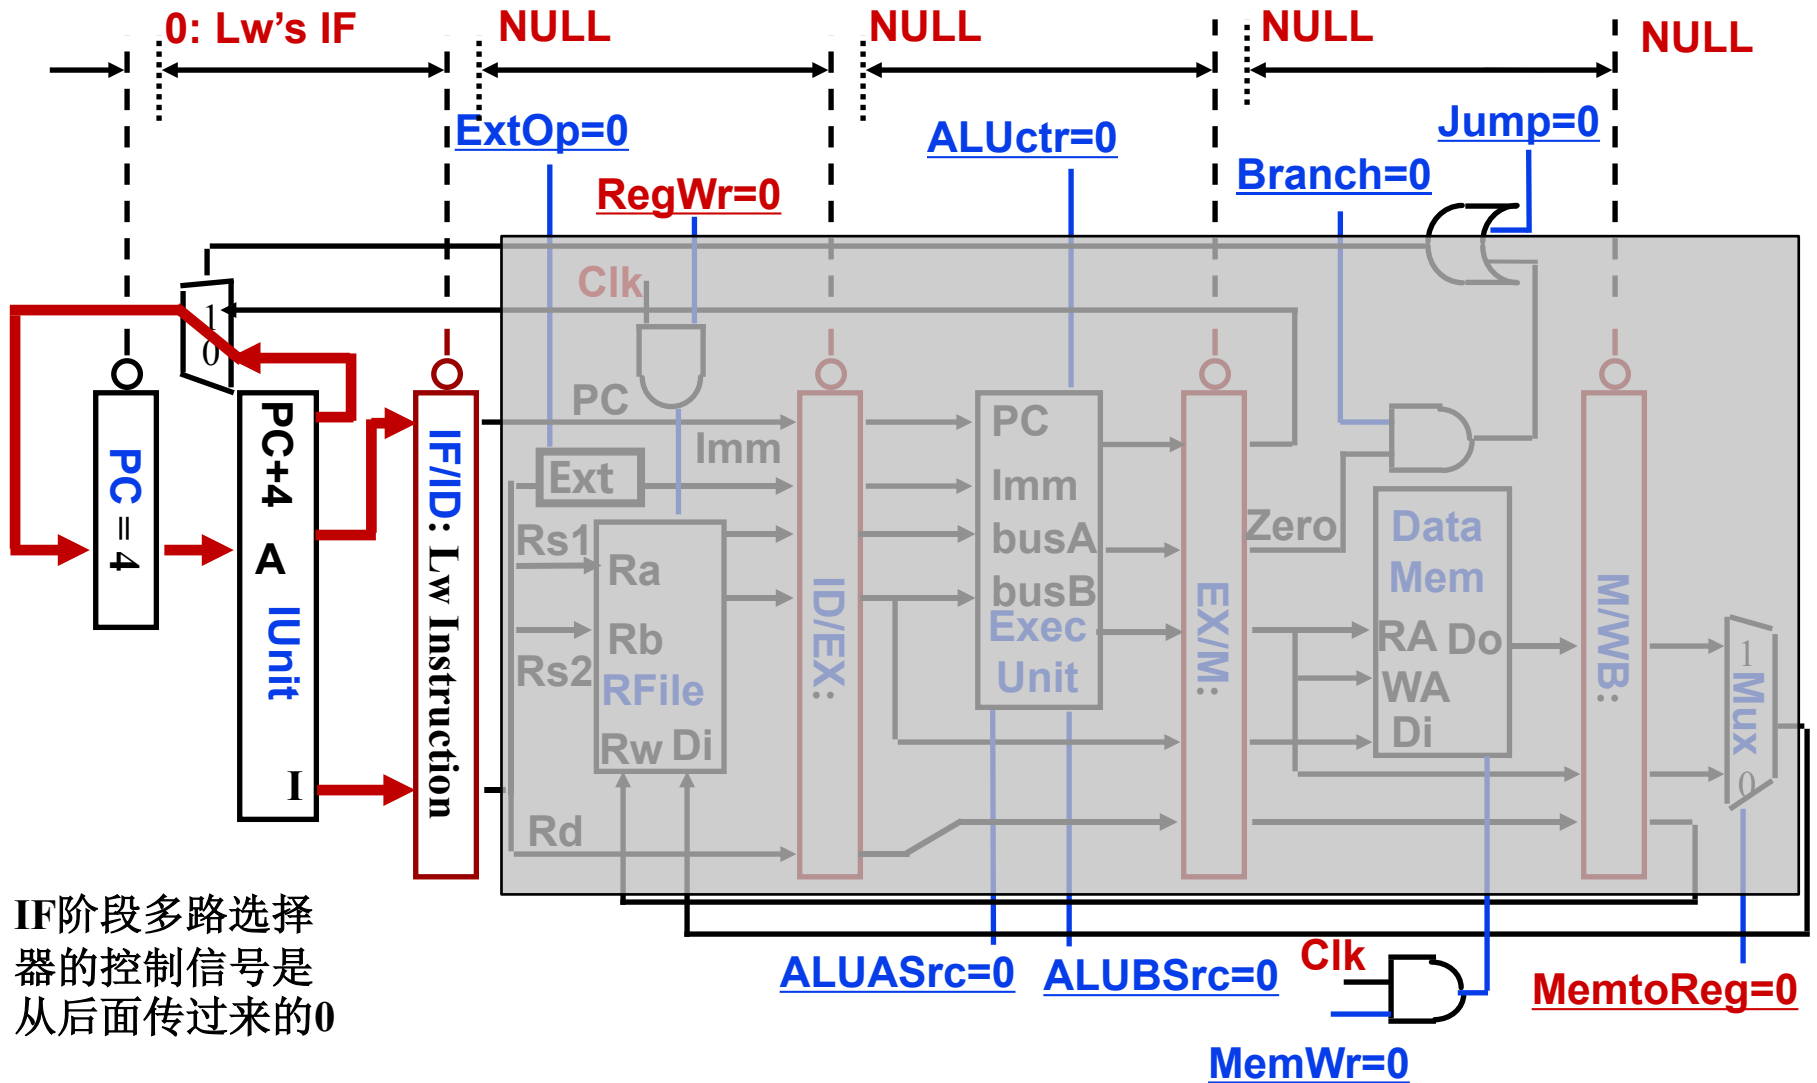 0: Lw's IF
NULL
NULL
NULL
NULL
ExtOp=0
ALUctr=0
Jump=0
RegWr=0
Branch=0
Clk
1
0
PC = 4
PC+4
A
IUnit
I
IF/ID: Lw Instruction
PC
Imm
Ext
Rs1
Ra
Rb
Rs2
RFile
Rw Di
Rd
ID/EX:
PC
Imm
busA
busB
Exec
Unit
EX/M:
Zero
Data
Mem
RA Do
WA
Di
M/WB:
1
Mux
0
IF阶段多路选择
器的控制信号是
从后面传过来的0
ALUASrc=0
ALUBSrc=0
Clk
MemtoReg=0
MemWr=0